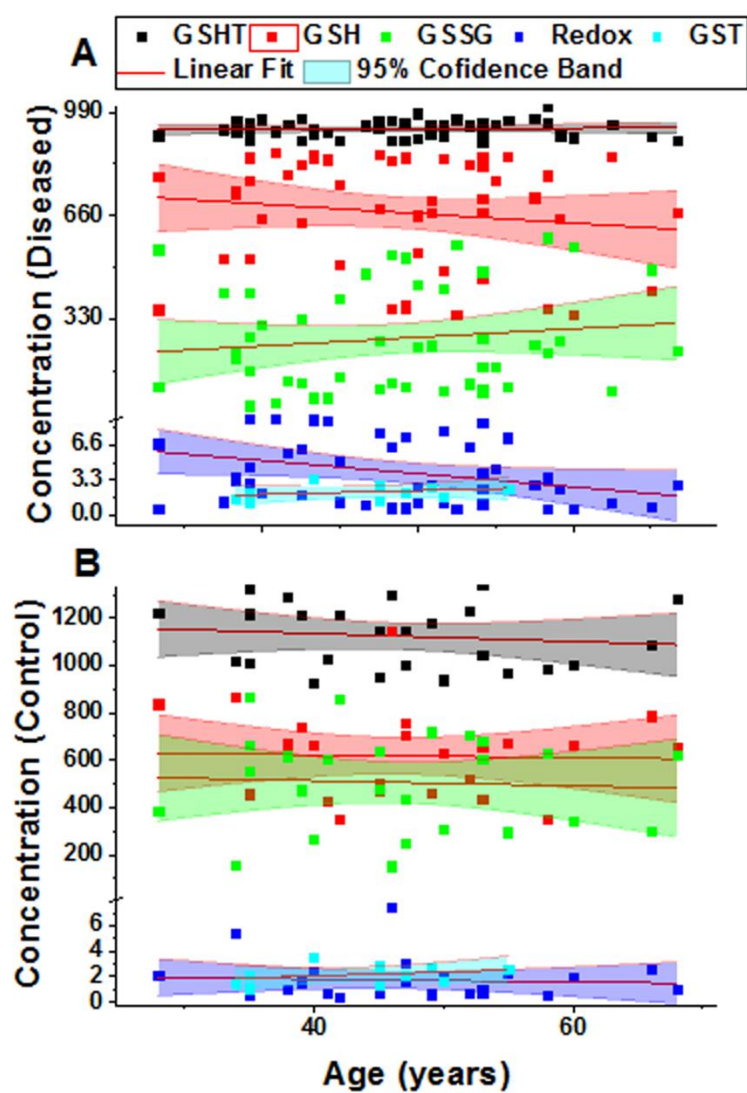 A
GSHT GSH GSSG Redox GST
Linear Fit 95% Cofidence Band
990
660
330
6.6
3.3
0.0
Concentration (Diseased)
B
1200
1000
800
600
400
200
6
4
2
0
Concentration (Control)
40 60
Age (years)